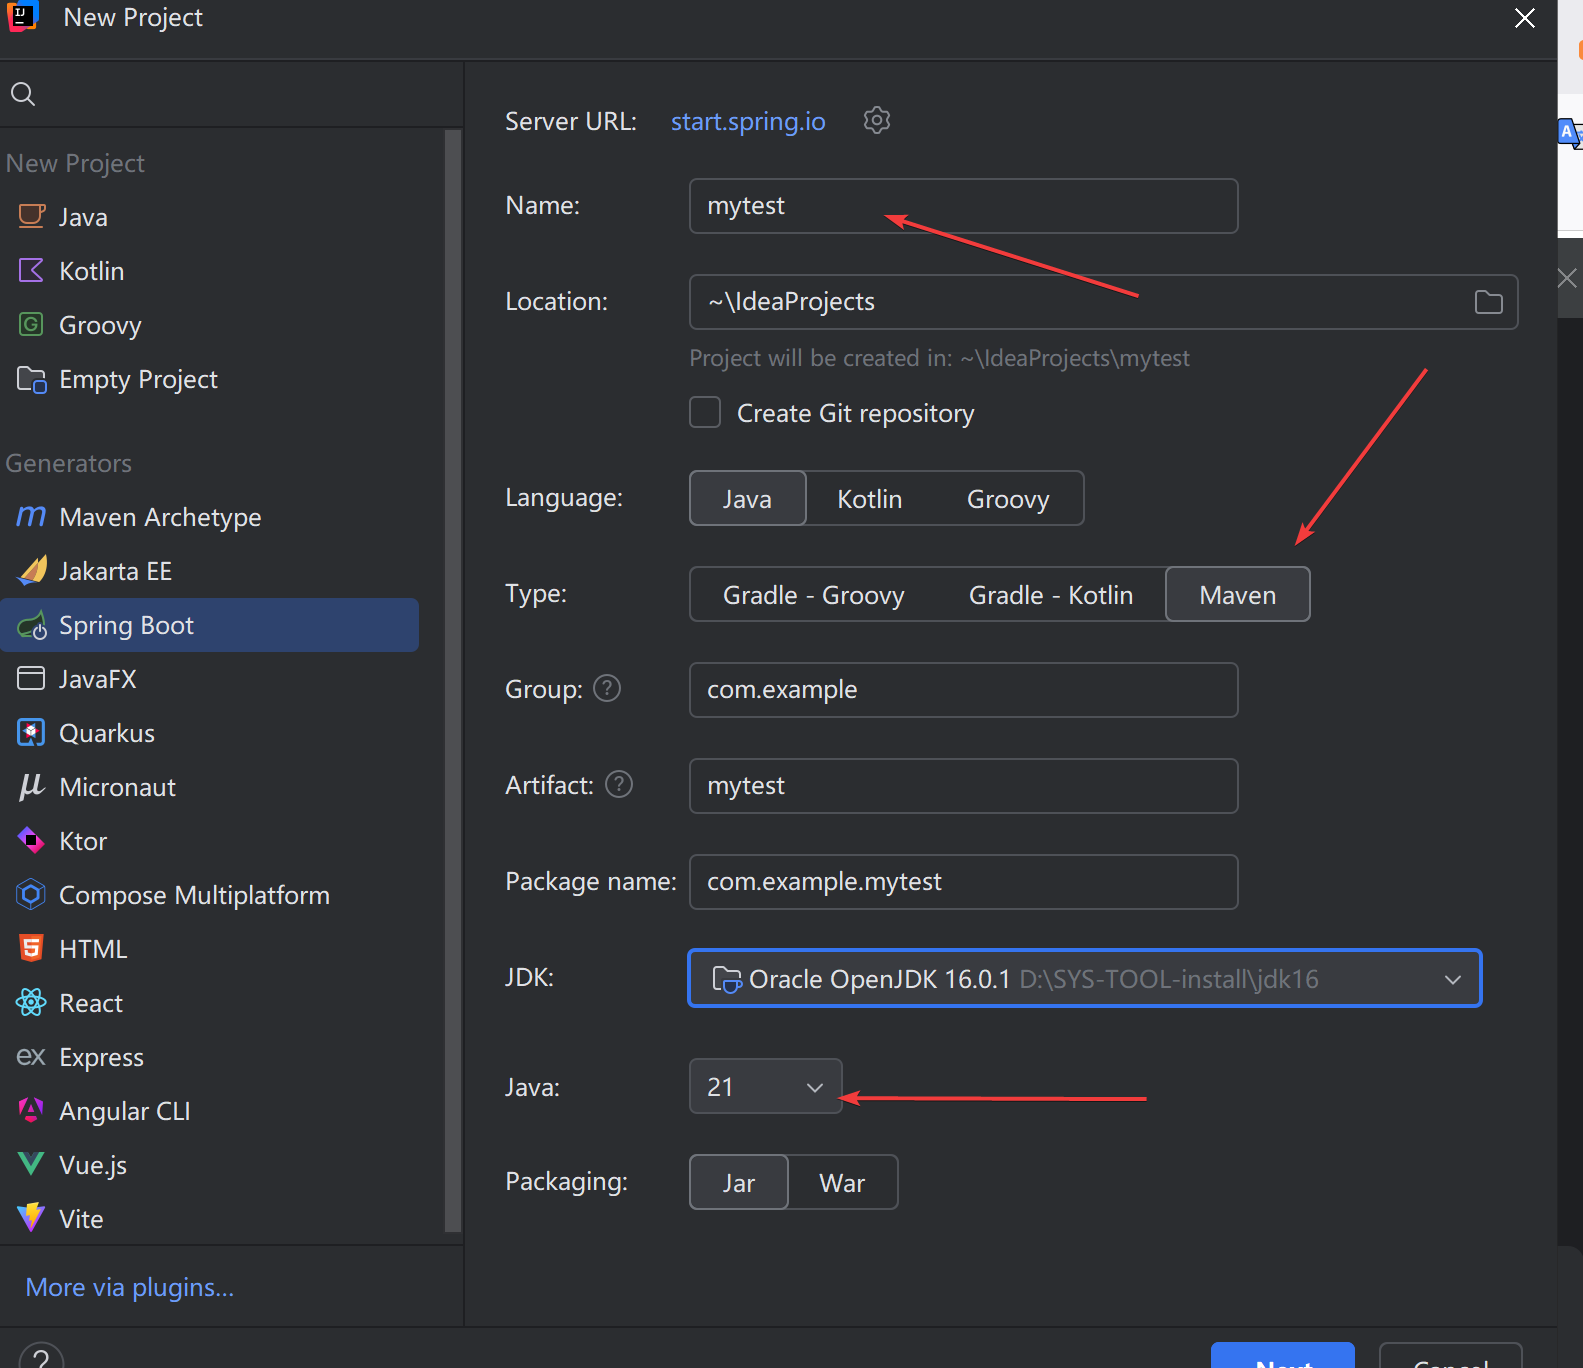 New Project
New Project
Java
Kotlin
Groovy
Empty Project
Generators
Maven Archetype
Jakarta EE
Spring Boot
JavaFX
Quarkus
Micronaut
Ktor
Compose Multiplatform
HTML
React
Express
Angular CLI
Vue.js
Vite
More via plugins...
Server URL: start.spring.io
Name: mytest
Location: ~\IdeaProjects
Project will be created in: ~\IdeaProjects\mytest
Create Git repository
Language: Java Kotlin Groovy
Type: Gradle - Groovy Gradle - Kotlin Maven
Group: com.example
Artifact: mytest
Package name: com.example.mytest
JDK: Oracle OpenJDK 16.0.1 D:\SYS-TOOL-install\jdk16
Java: 21
Packaging: Jar War
Next Cancel